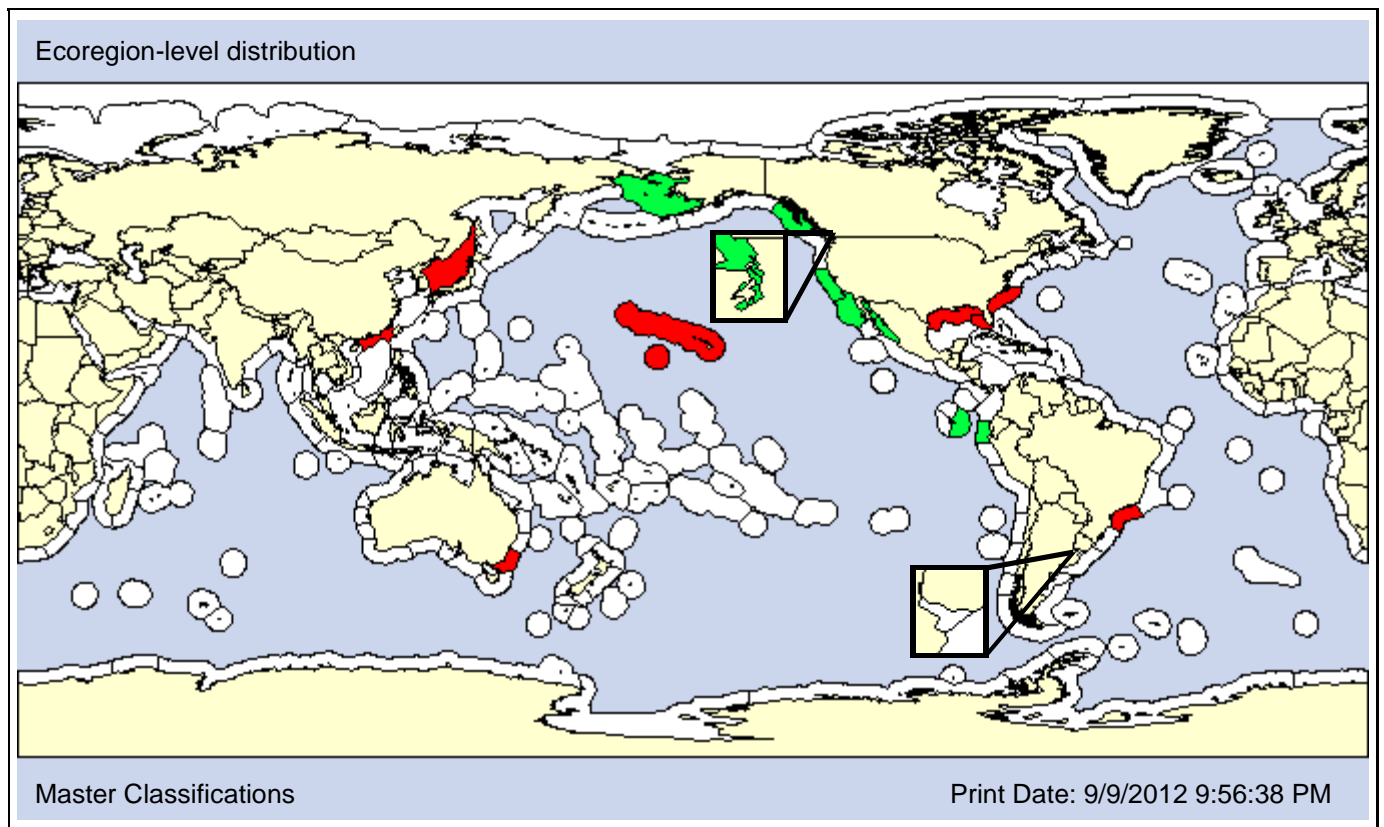 Ecoregion-level distribution
Master Classifications
Print Date: 9/9/2012 9:56:38 PM